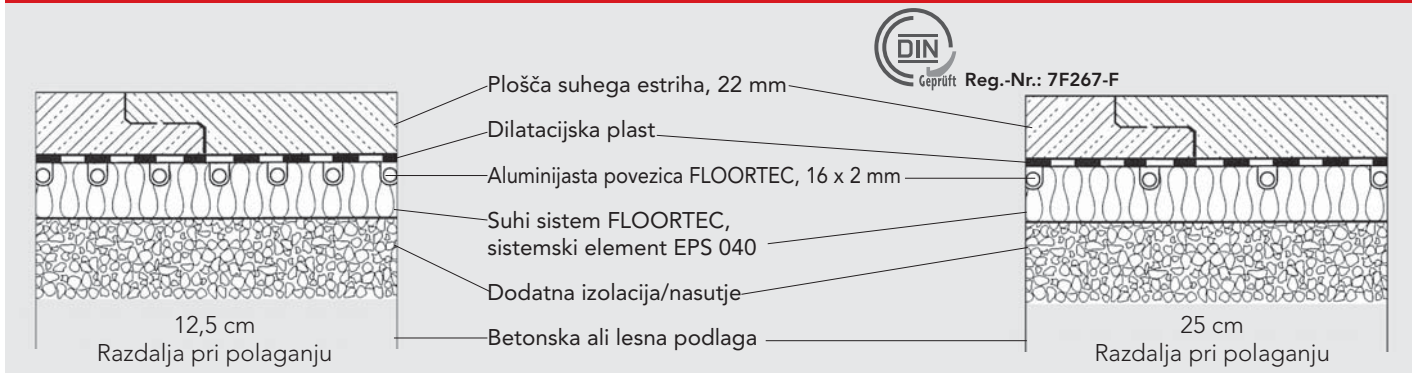 DIN
Geprüft Reg.-Nr.: 7F267-F
Plošča suhega estriha, 22 mm
Dilatacijska plast
Aluminijasta povezica FLOORTEC, 16 x 2 mm
Suhi sistem FLOORTEC,
sistemski element EPS 040
Dodatna izolacija/nasutje
Betonska ali lesna podlaga
12,5 cm
Razdalja pri polaganju
25 cm
Razdalja pri polaganju